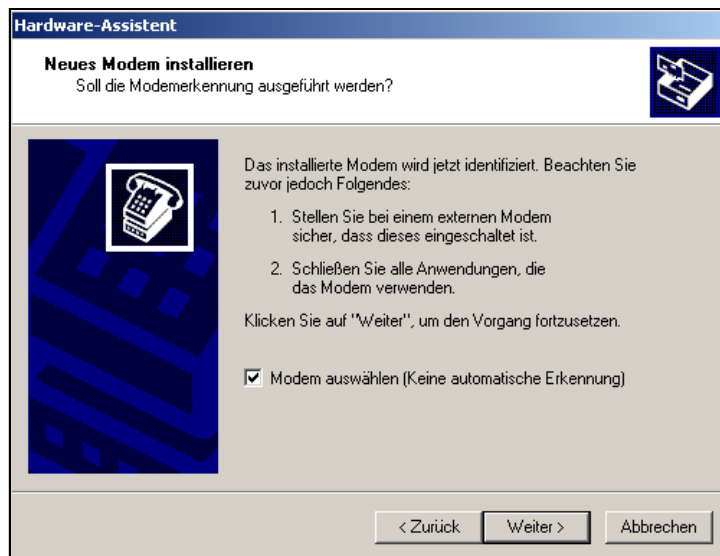 Hardware-Assistent
Neues Modem installieren
Soll die Modemerkennung ausgeführt werden?
Das installierte Modem wird jetzt identifiziert. Beachten Sie
zuvor jedoch Folgendes:
1. Stellen Sie bei einem externen Modem
sicher, dass dieses eingeschaltet ist.
2. Schließen Sie alle Anwendungen, die
das Modem verwenden.
Klicken Sie auf "Weiter", um den Vorgang fortzusetzen.
Modem auswählen (Keine automatische Erkennung)
< Zurück Weiter > Abbrechen